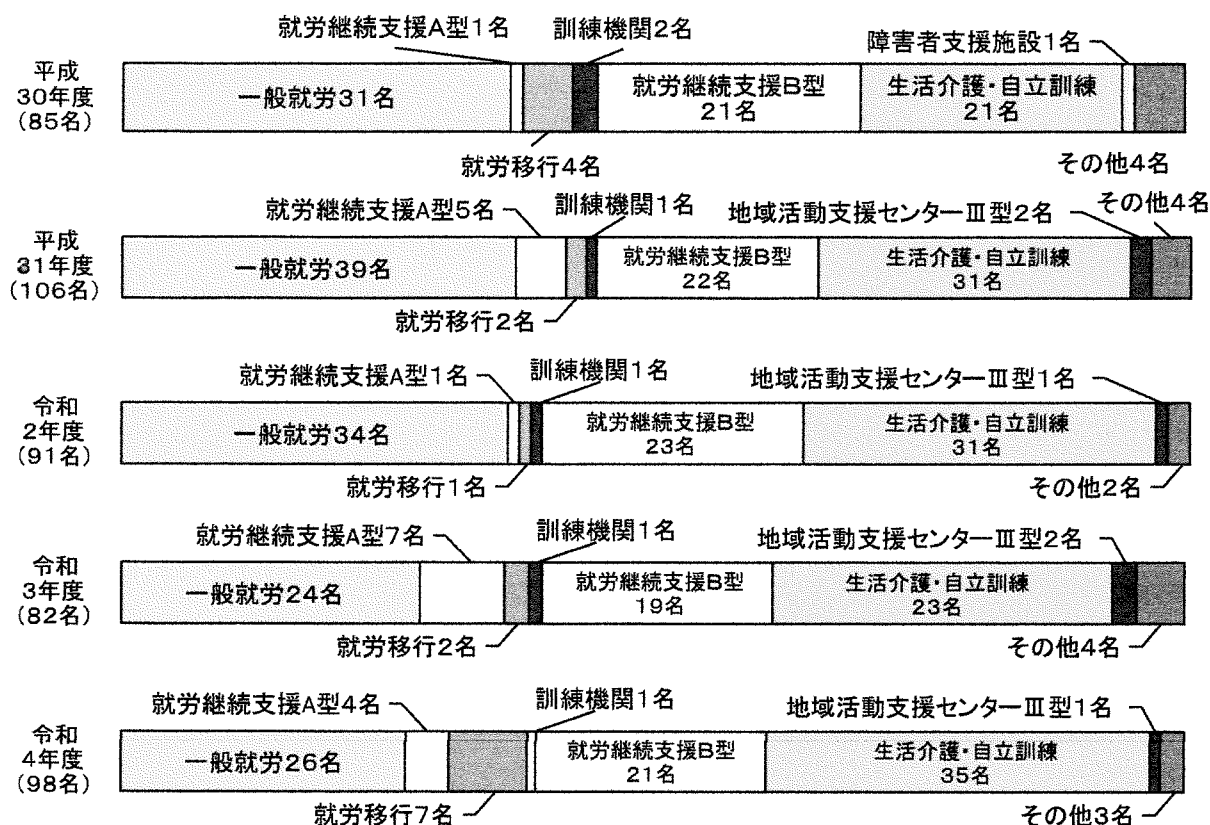 就労継続支援A型1名
訓練機関2名
障害者支援施設1名
平成
30年度
(85名)
一般就労31名
就労継続支援B型
21名
生活介護・自立訓練
21名
就労移行4名
その他4名
就労継続支援A型5名
訓練機関1名
地域活動支援センターⅢ型2名
その他4名
平成
31年度
(106名)
一般就労39名
就労継続支援B型
22名
生活介護・自立訓練
31名
就労移行2名
就労継続支援A型1名
訓練機関1名
地域活動支援センターⅢ型1名
令和
2年度
(91名)
一般就労34名
就労継続支援B型
23名
生活介護・自立訓練
31名
就労移行1名
その他2名
就労継続支援A型7名
訓練機関1名
地域活動支援センターⅢ型2名
令和
3年度
(82名)
一般就労24名
就労継続支援B型
19名
生活介護・自立訓練
23名
就労移行2名
その他4名
就労継続支援A型4名
訓練機関1名
地域活動支援センターⅢ型1名
令和
4年度
(98名)
一般就労26名
就労継続支援B型
21名
生活介護・自立訓練
35名
就労移行7名
その他3名